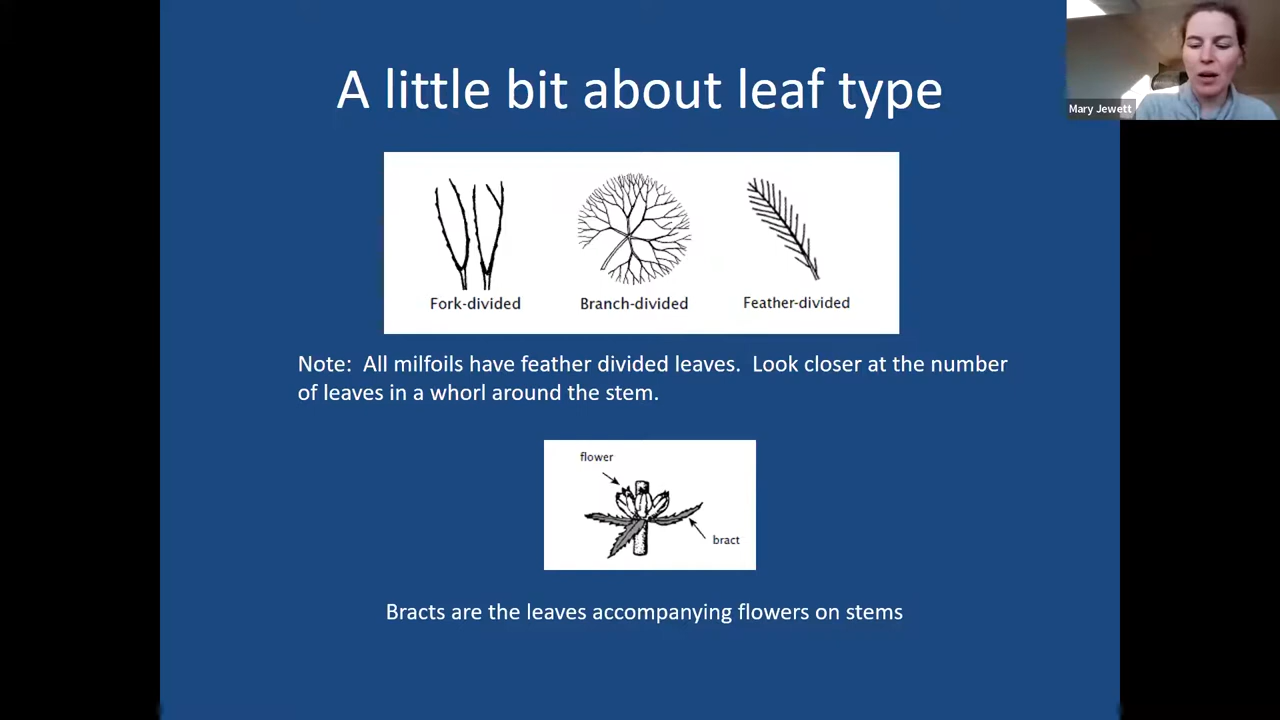 A little bit about leaf type
Mary Jewett
Fork-divided
Branch-divided
Feather-divided
Note:  All milfoils have feather divided leaves.  Look closer at the number
of leaves in a whorl around the stem.
flower
bract
Bracts are the leaves accompanying flowers on stems